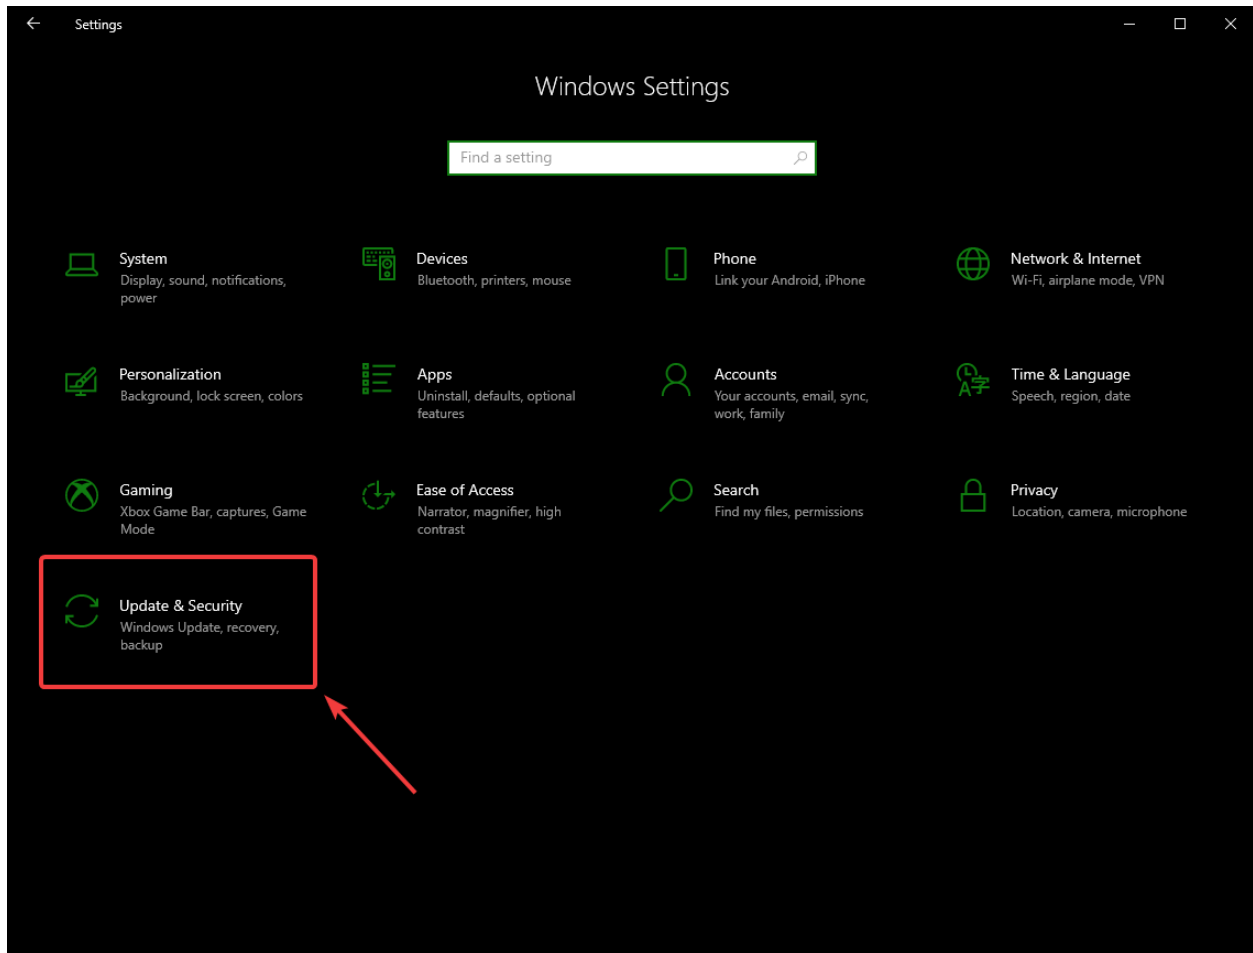 Settings
Windows Settings
Find a setting
System
Display, sound, notifications,
power
Devices
Bluetooth, printers, mouse
Phone
Link your Android, iPhone
Network & Internet
Wi-Fi, airplane mode, VPN
Personalization
Background, lock screen, colors
Apps
Uninstall, defaults, optional
features
Accounts
Your accounts, email, sync,
work, family
Time & Language
Speech, region, date
Gaming
Xbox Game Bar, captures, Game
Mode
Ease of Access
Narrator, magnifier, high
contrast
Search
Find my files, permissions
Privacy
Location, camera, microphone
Update & Security
Windows Update, recovery,
backup